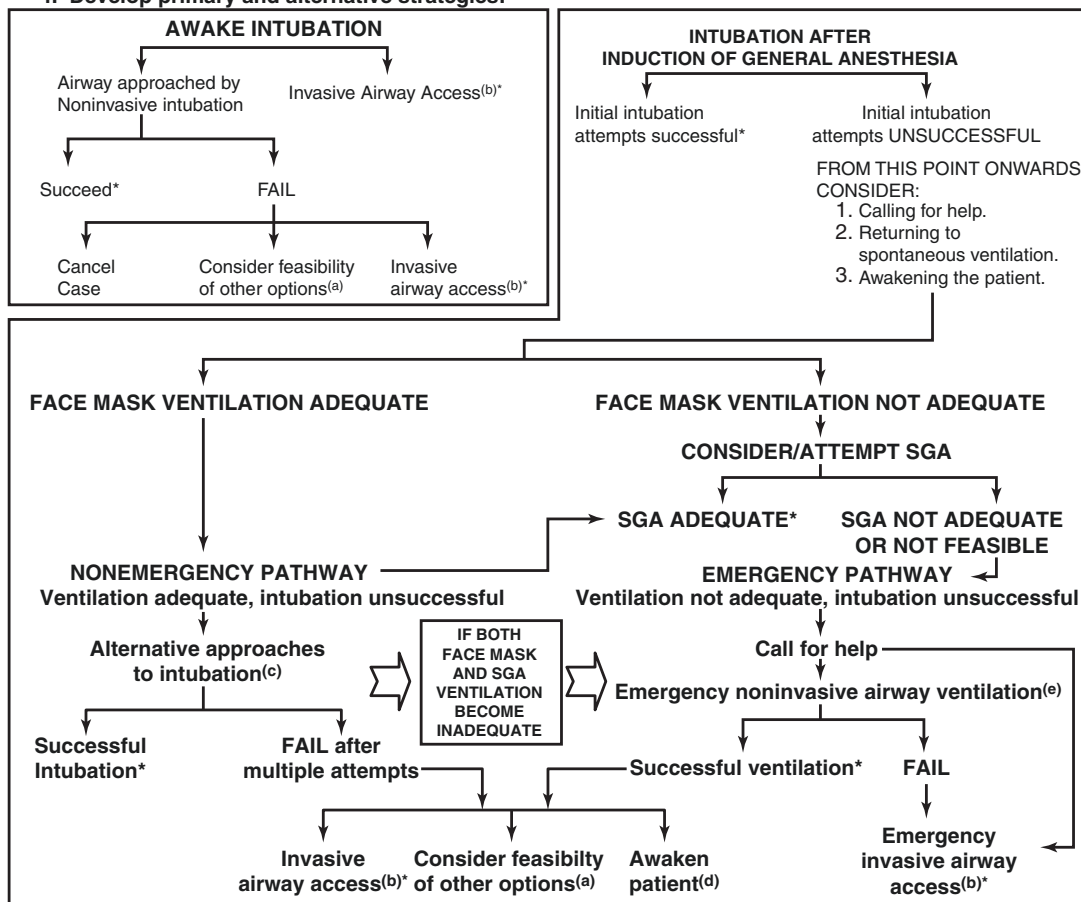 4. Develop primary and alternative strategies:
AWAKE INTUBATION
Airway approached by
Noninvasive intubation
Invasive Airway Access(b)*
Succeed*
FAIL
Cancel
Case
Consider feasibility
of other options(a)
Invasive
airway access(b)*
INTUBATION AFTER
INDUCTION OF GENERAL ANESTHESIA
Initial intubation
attempts successful*
Initial intubation
attempts UNSUCCESSFUL
FROM THIS POINT ONWARDS
CONSIDER:
1. Calling for help.
2. Returning to
spontaneous ventilation.
3. Awakening the patient.
FACE MASK VENTILATION ADEQUATE
FACE MASK VENTILATION NOT ADEQUATE
CONSIDER/ATTEMPT SGA
SGA ADEQUATE*
SGA NOT ADEQUATE
OR NOT FEASIBLE
NONEMERGENCY PATHWAY
Ventilation adequate, intubation unsuccessful
EMERGENCY PATHWAY
Ventilation not adequate, intubation unsuccessful
Alternative approaches
to intubation(c)
IF BOTH
FACE MASK
AND SGA
VENTILATION
BECOME
INADEQUATE
Call for help
Emergency noninvasive airway ventilation(e)
Successful
Intubation*
FAIL after
multiple attempts
Successful ventilation*
FAIL
Invasive
airway access(b)*
Consider feasibilty
of other options(a)
Awaken
patient(d)
Emergency
invasive airway
access(b)*